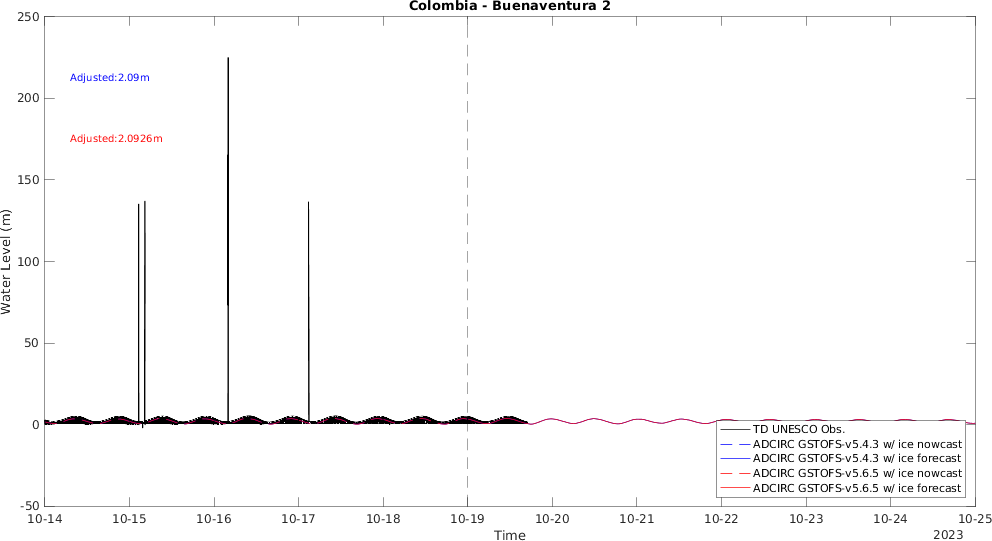 Colombia - Buenaventura 2
250
200
150
100
50
0
-50
Water Level (m)
Adjusted:2.09m
Adjusted:2.0926m
TD UNESCO Obs.
ADCIRC GSTOFS-v5.4.3 w/ ice nowcast
ADCIRC GSTOFS-v5.4.3 w/ ice forecast
ADCIRC GSTOFS-v5.6.5 w/ ice nowcast
ADCIRC GSTOFS-v5.6.5 w/ ice forecast
10-14 10-15 10-16 10-17 10-18 10-19 10-20 10-21 10-22 10-23 10-24 10-25
Time
2023